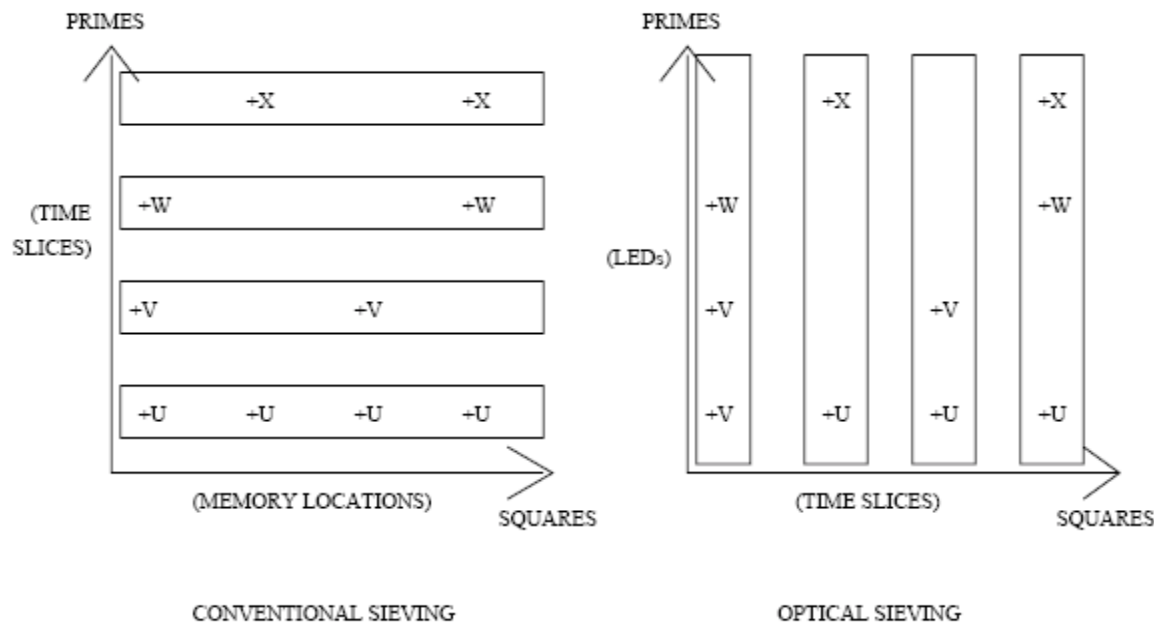 PRIMES
+X +X
+W +W
(TIME
SLICES)
+V +V
+U +U +U +U
(MEMORY LOCATIONS)
SQUARES
CONVENTIONAL SIEVING
PRIMES
+X +X
+W +W
(LEDs)
+V +V
+V +U +U +U
(TIME SLICES)
SQUARES
OPTICAL SIEVING